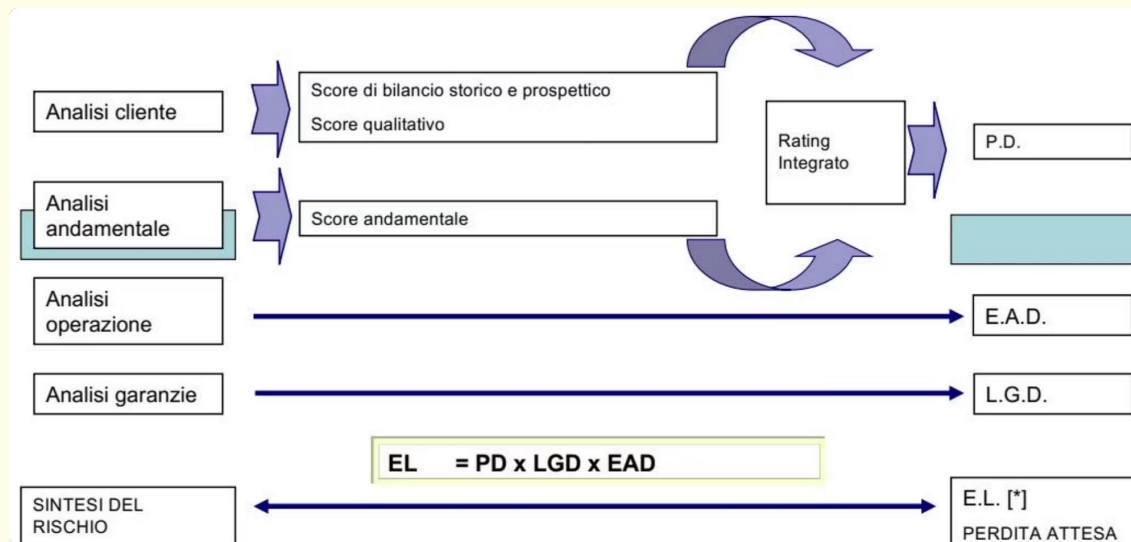 Analisi cliente
Score di bilancio storico e prospettico
Score qualitativo
Rating
Integrato
P.D.
Analisi
andamentale
Score andamentale
Analisi
operazione
E.A.D.
Analisi garanzie
L.G.D.
EL = PD x LGD x EAD
SINTESI DEL
RISCHIO
E.L. [*]
PERDITA ATTESA